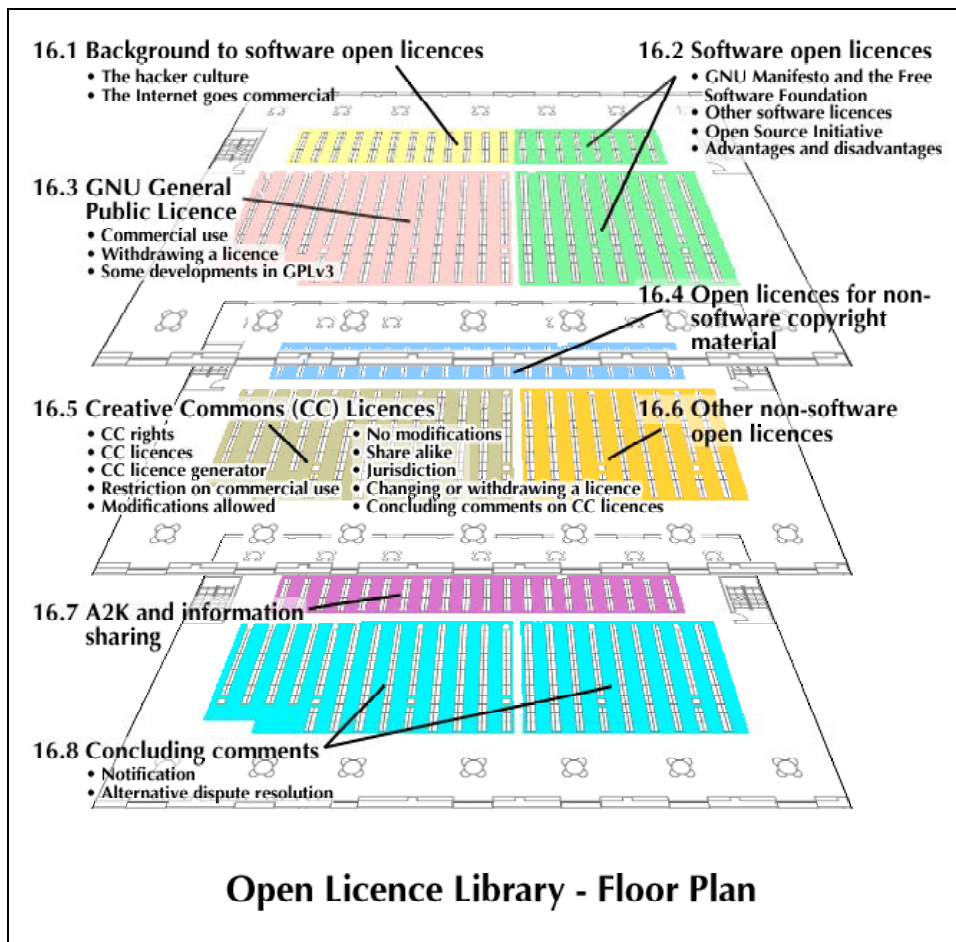 16.1 Background to software open licences
• The hacker culture
• The Internet goes commercial
16.2 Software open licences
• GNU Manifesto and the Free
Software Foundation
• Other software licences
• Open Source Initiative
• Advantages and disadvantages
16.3 GNU General
Public Licence
• Commercial use
• Withdrawing a licence
• Some developments in GPLv3
16.4 Open licences for non-
software copyright
material
16.5 Creative Commons (CC) Licences
• CC rights
• CC licences
• CC licence generator
• Restriction on commercial use
• Modifications allowed
• No modifications
• Share alike
• Jurisdiction
• Changing or withdrawing a licence
• Concluding comments on CC licences
16.6 Other non-software
open licences
16.7 A2K and information
sharing
16.8 Concluding comments
• Notification
• Alternative dispute resolution
Open Licence Library - Floor Plan